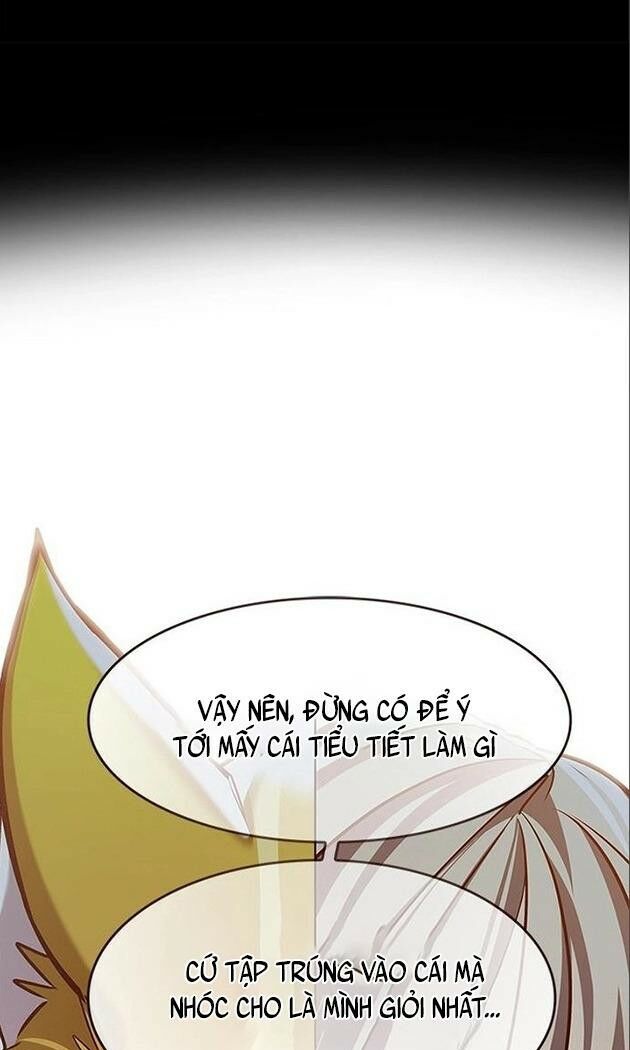 VẬY NÊN, ĐỪNG CÓ ĐỂ Ý
TỚI MẤY CÁI TIỂU TIẾT LÀM GÌ
CỨ TẬP TRÚNG VÀO CÁI MÀ
NHÓC CHO LÀ MÌNH GIỎI NHẤT...